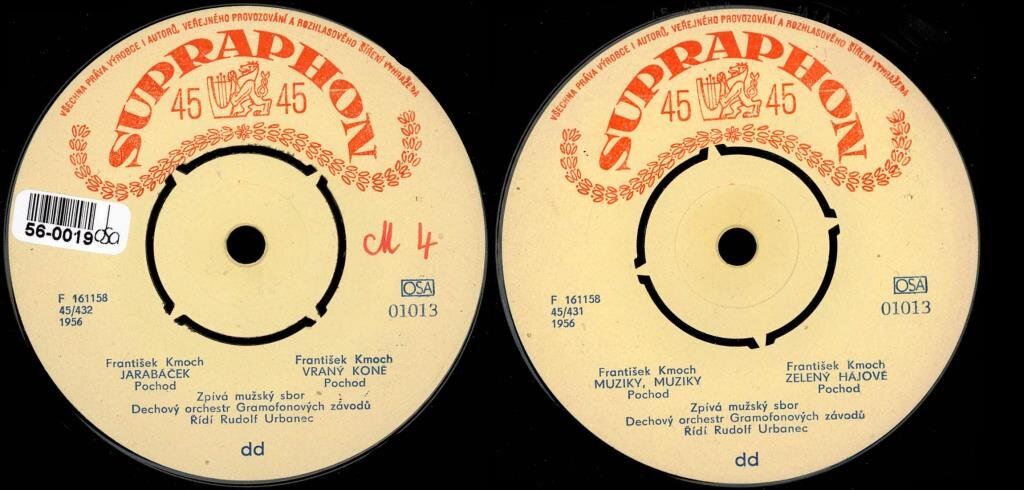 VŠECHNA PRÁVA VÝROBCE I AUTORŮ, VEŘEJNÉHO PROVOZOVÁNÍ A ROZHLASOVÉHO ŠÍŘENÍ VYHRAŽENA
SUPRAPHON
45 45
56-0019 osa
M 4
F 161158
45/432
1956
OSA
01013
František Kmoch
JARABÁČEK
Pochod
František Kmoch
VRANÝ KONĚ
Pochod
Zpívá mužský sbor
Dechový orchestr Gramofonových závodů
Řídí Rudolf Urbanec
dd
VŠECHNA PRÁVA VÝROBCE I AUTORŮ, VEŘEJNÉHO PROVOZOVÁNÍ A ROZHLASOVÉHO ŠÍŘENÍ VYHRAŽENA
SUPRAPHON
45 45
F 161158
45/431
1956
OSA
01013
František Kmoch
MUZIKY, MUZIKY
Pochod
František Kmoch
ZELENÝ HÁJOVÉ
Pochod
Zpívá mužský sbor
Dechový orchestr Gramofonových závodů
Řídí Rudolf Urbanec
dd